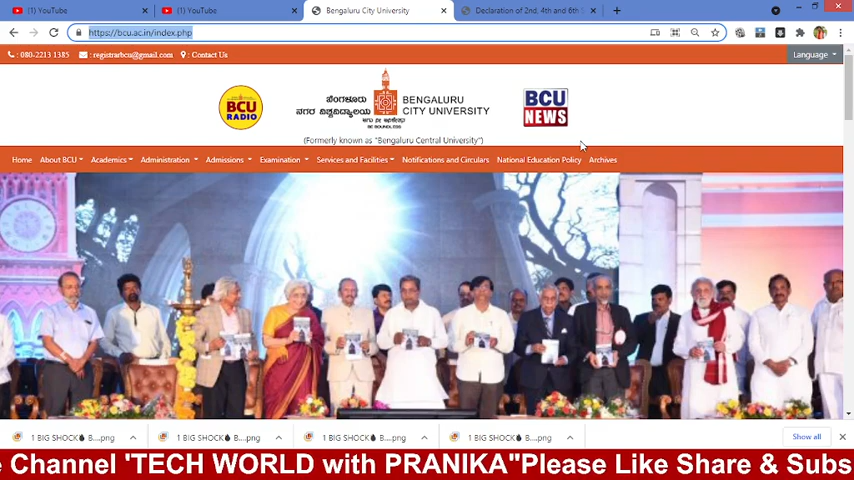 (1) YouTube
(1) YouTube
Bengaluru City University
Declaration of 2nd, 4th and 6th S
https://bcu.ac.in/index.php
: 080-2213 1385 : registrarbcu@gmail.com : Contact Us
Language
BCU
RADIO
ಬೆಂಗಳೂರು
ನಗರ ವಿಶ್ವವಿದ್ಯಾಲಯ
BE BOUNDLESS
BENGALURU
CITY UNIVERSITY
BCU
NEWS
(Formerly known as "Bengaluru Central University")
Home About BCU Academics Administration Admissions Examination Services and Facilities Notifications and Circulars National Education Policy Archives
1 BIG SHOCK💣 B....png
1 BIG SHOCK💣 B....png
1 BIG SHOCK💣 B....png
1 BIG SHOCK💣 B....png
Show all
e Channel 'TECH WORLD with PRANIKA"Please Like Share & Subs